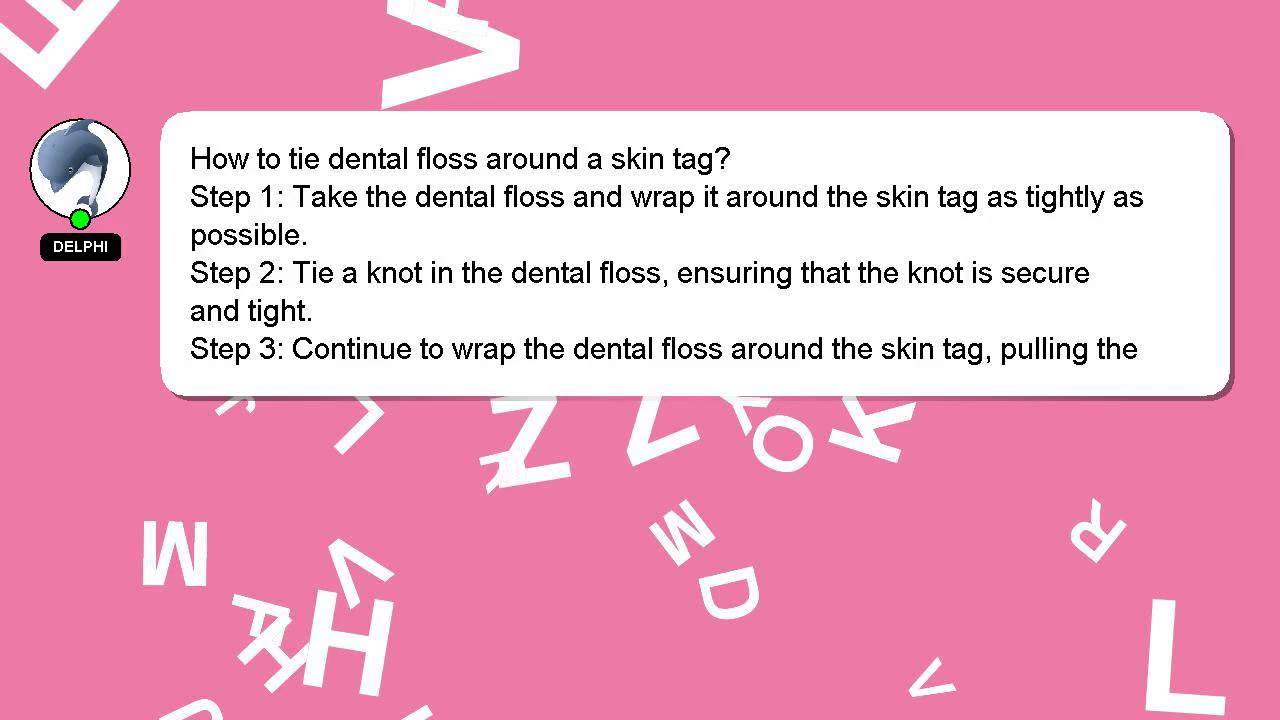 How to tie dental floss around a skin tag?
Step 1: Take the dental floss and wrap it around the skin tag as tightly as
possible.
Step 2: Tie a knot in the dental floss, ensuring that the knot is secure
and tight.
Step 3: Continue to wrap the dental floss around the skin tag, pulling the
DELPHI
L
Z
Z
O
K
M
R
M
V
D
H
L
V